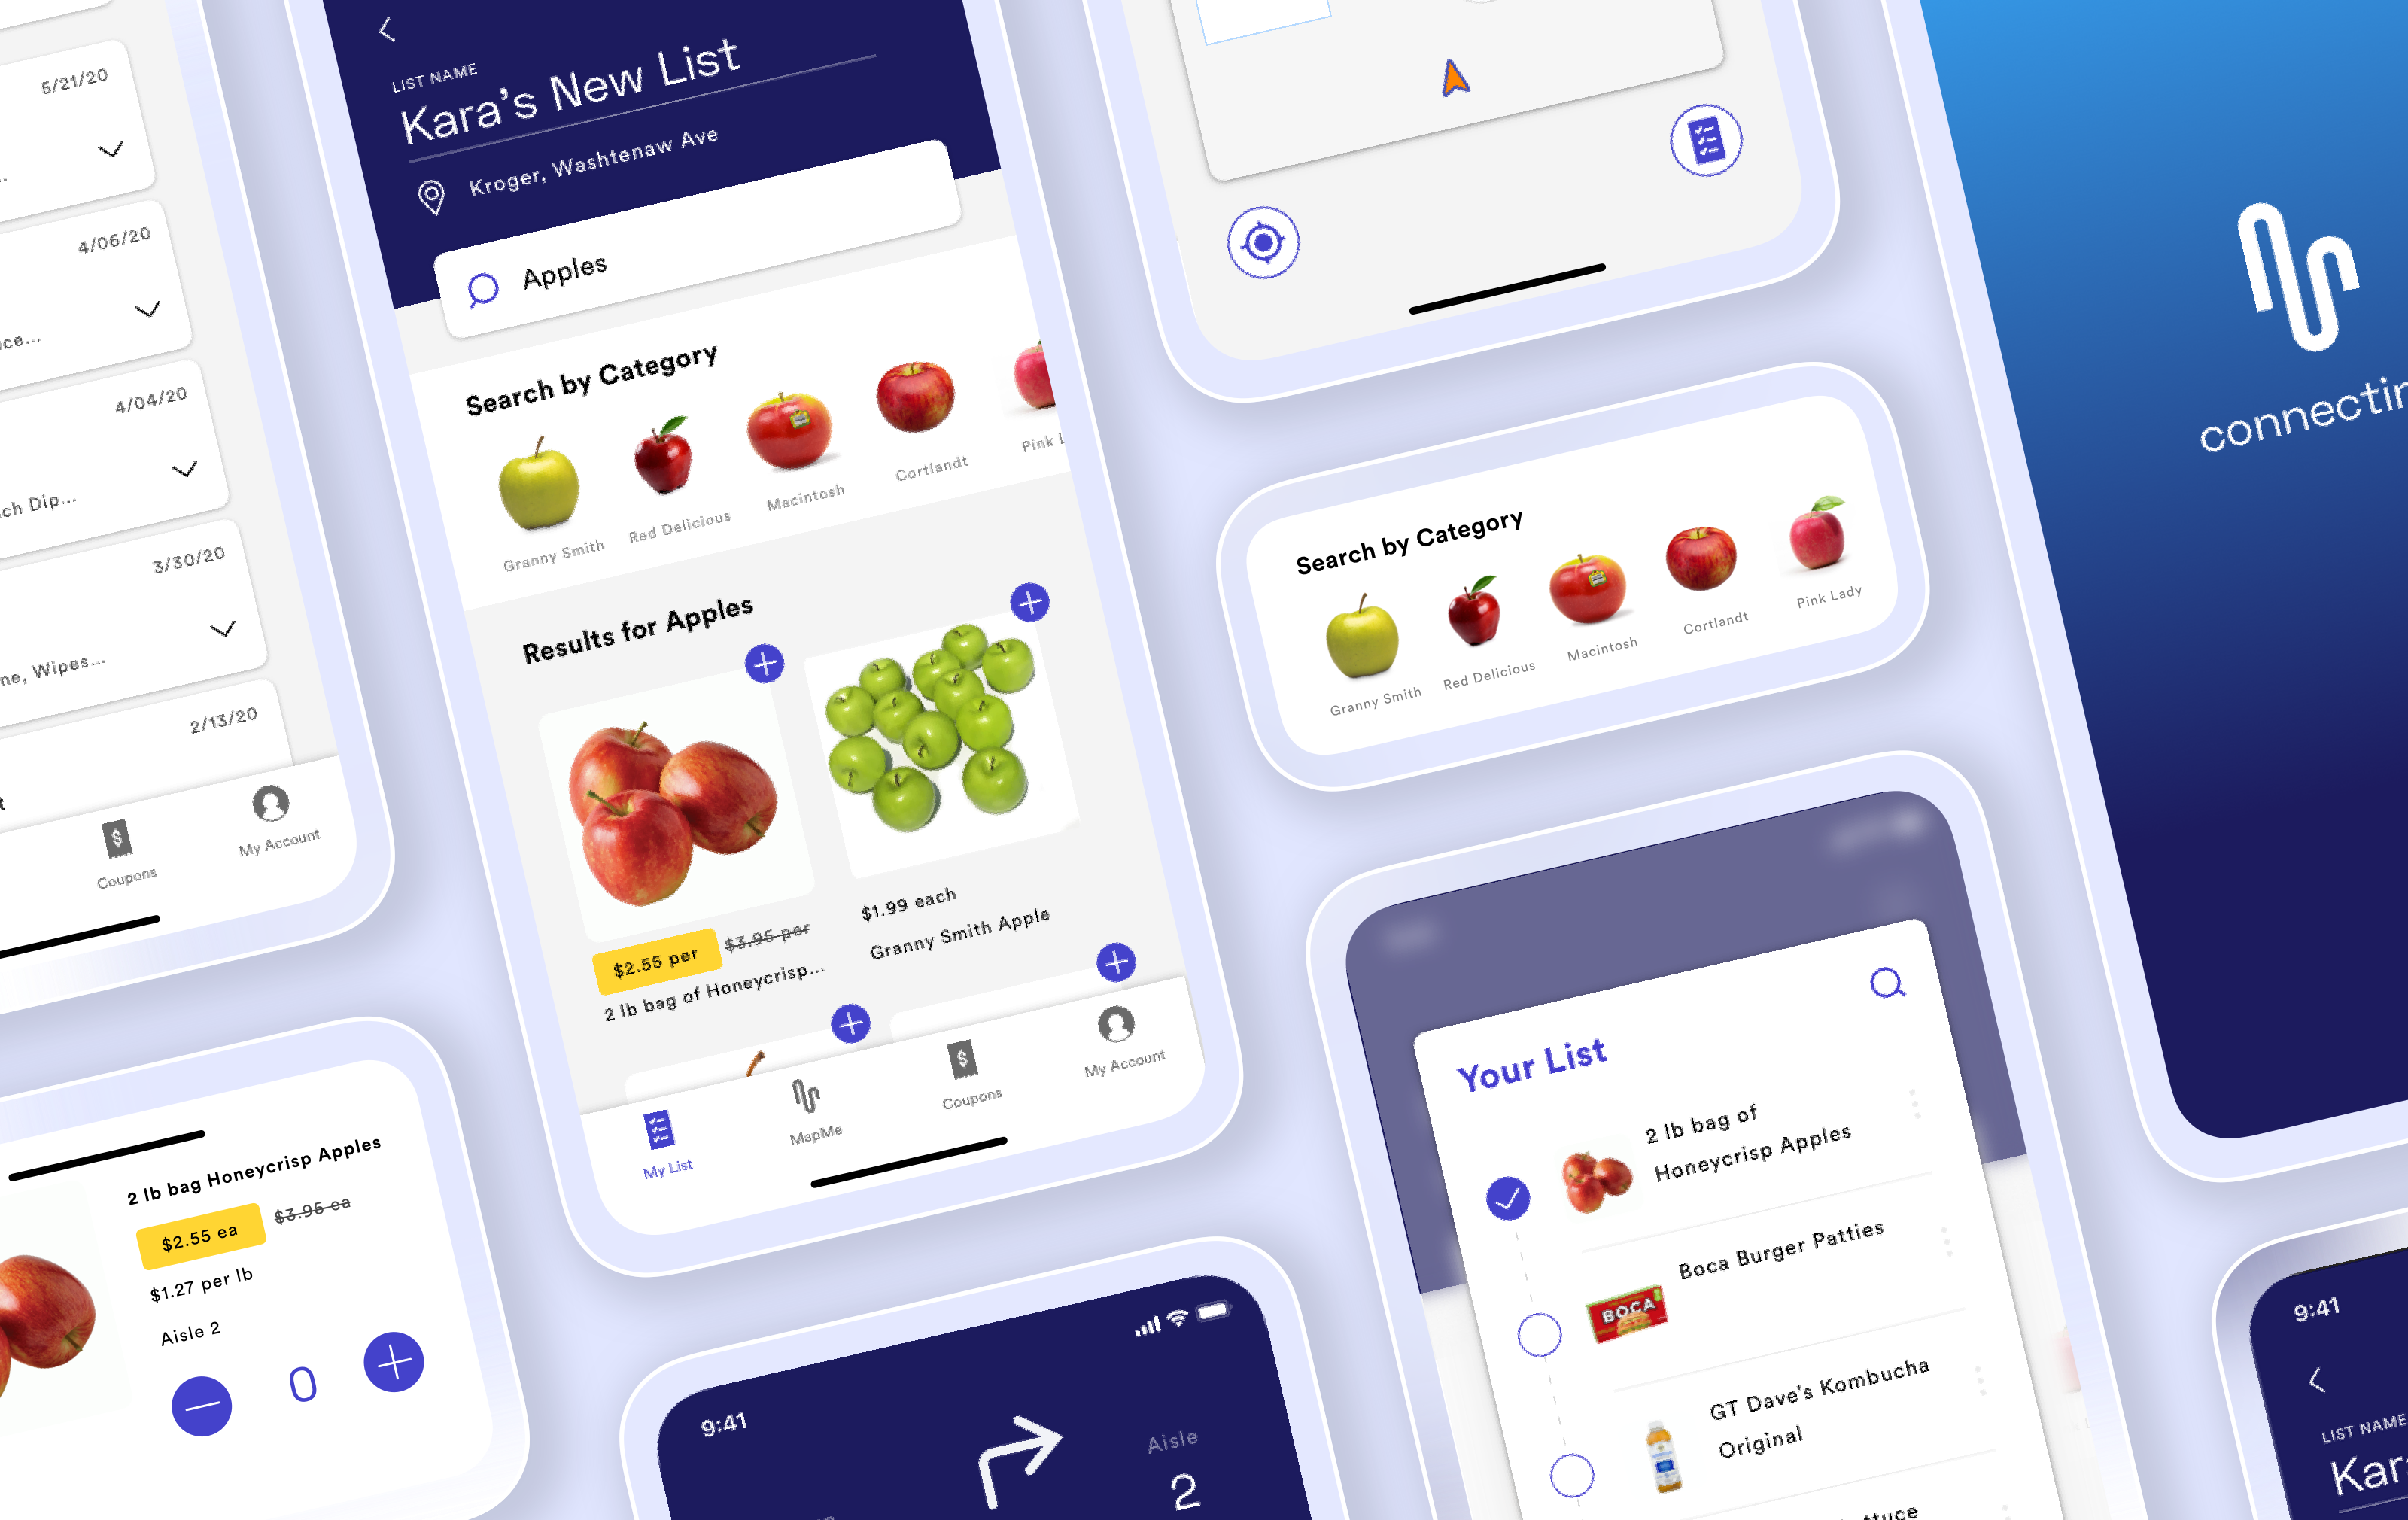 5/21/20
4/06/20
ce...
4/04/20
ch Dip...
3/30/20
ne, Wipes...
2/13/20
t
Coupons
My Account
LIST NAME
Kara's New List
Kroger, Washtenaw Ave
Apples
Search by Category
Granny Smith
Red Delicious
Macintosh
Cortlandt
Pink L
Results for Apples
$2.55 per $3.95 per
2 lb bag of Honeycrisp...
$1.99 each
Granny Smith Apple
My List
MapMe
Coupons
My Account
Search by Category
Granny Smith
Red Delicious
Macintosh
Cortlandt
Pink Lady
connectin
2 lb bag Honeycrisp Apples
$2.55 ea $3.95 ea
$1.27 per lb
Aisle 2
0
9:41
Aisle
2
Your List
2 lb bag of
Honeycrisp Apples
BOCA
Boca Burger Patties
GT Dave's Kombucha
Original
9:41
LIST NAME
Kar